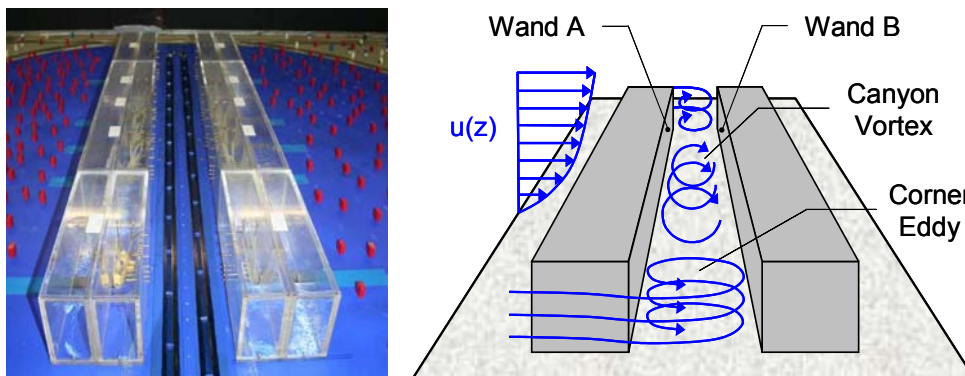 Wand A
Wand B
u(z)
Canyon
Vortex
Corner
Eddy